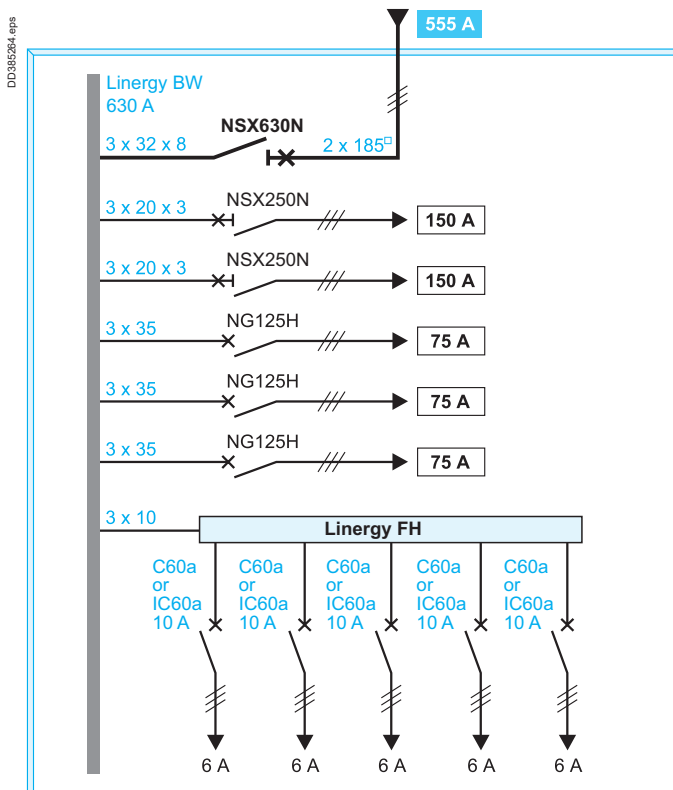 DD385264.eps
555 A
Linergy BW
630 A
NSX630N
3 x 32 x 8
2 x 185□
NSX250N
3 x 20 x 3
150 A
NSX250N
3 x 20 x 3
150 A
NG125H
3 x 35
75 A
NG125H
3 x 35
75 A
NG125H
3 x 35
75 A
3 x 10
Linergy FH
C60a C60a C60a C60a C60a
or or or or or
IC60a IC60a IC60a IC60a IC60a
10 A 10 A 10 A 10 A 10 A
6 A 6 A 6 A 6 A 6 A